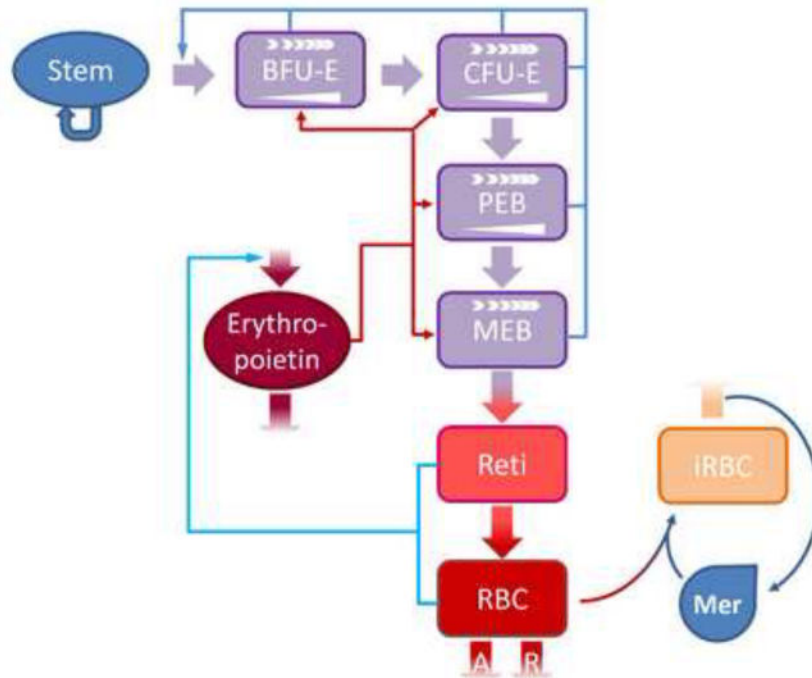 Stem
BFU-E
CFU-E
PEB
Erythro-
poietin
MEB
Reti
iRBC
RBC
Mer
A
R